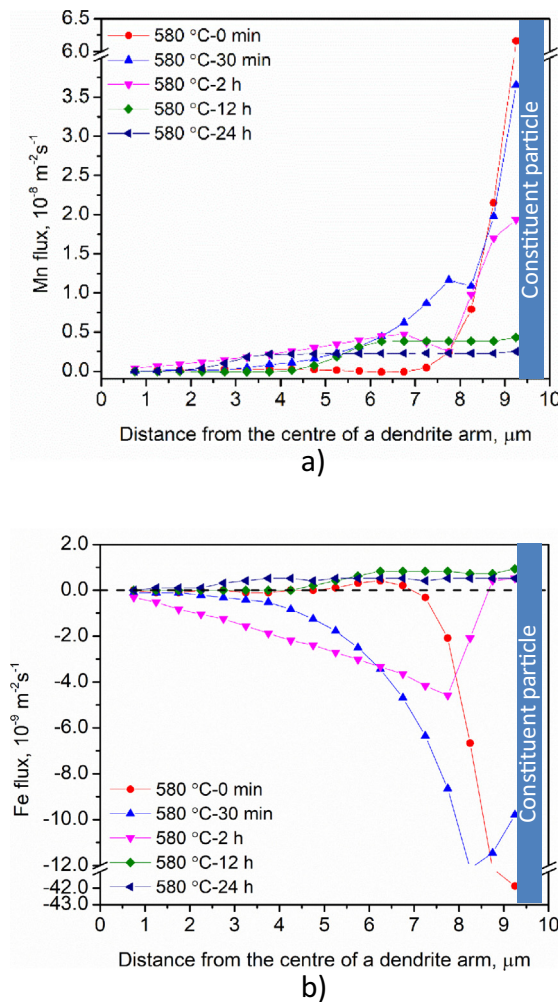 6.5
6.0
3.5
3.0
2.5
2.0
1.5
1.0
0.5
0.0
Mn flux, 10⁻⁸ m⁻²s⁻¹
580 °C-0 min
580 °C-30 min
580 °C-2 h
580 °C-12 h
580 °C-24 h
Constituent particle
0 1 2 3 4 5 6 7 8 9 10
Distance from the centre of a dendrite arm, μm
a)
2.0
0.0
-2.0
-4.0
-6.0
-8.0
-10.0
-12.0
-42.0
-43.0
Fe flux, 10⁻⁹ m⁻²s⁻¹
580 °C-0 min
580 °C-30 min
580 °C-2 h
580 °C-12 h
580 °C-24 h
Constituent particle
0 1 2 3 4 5 6 7 8 9 10
Distance from the centre of a dendrite arm, μm
b)